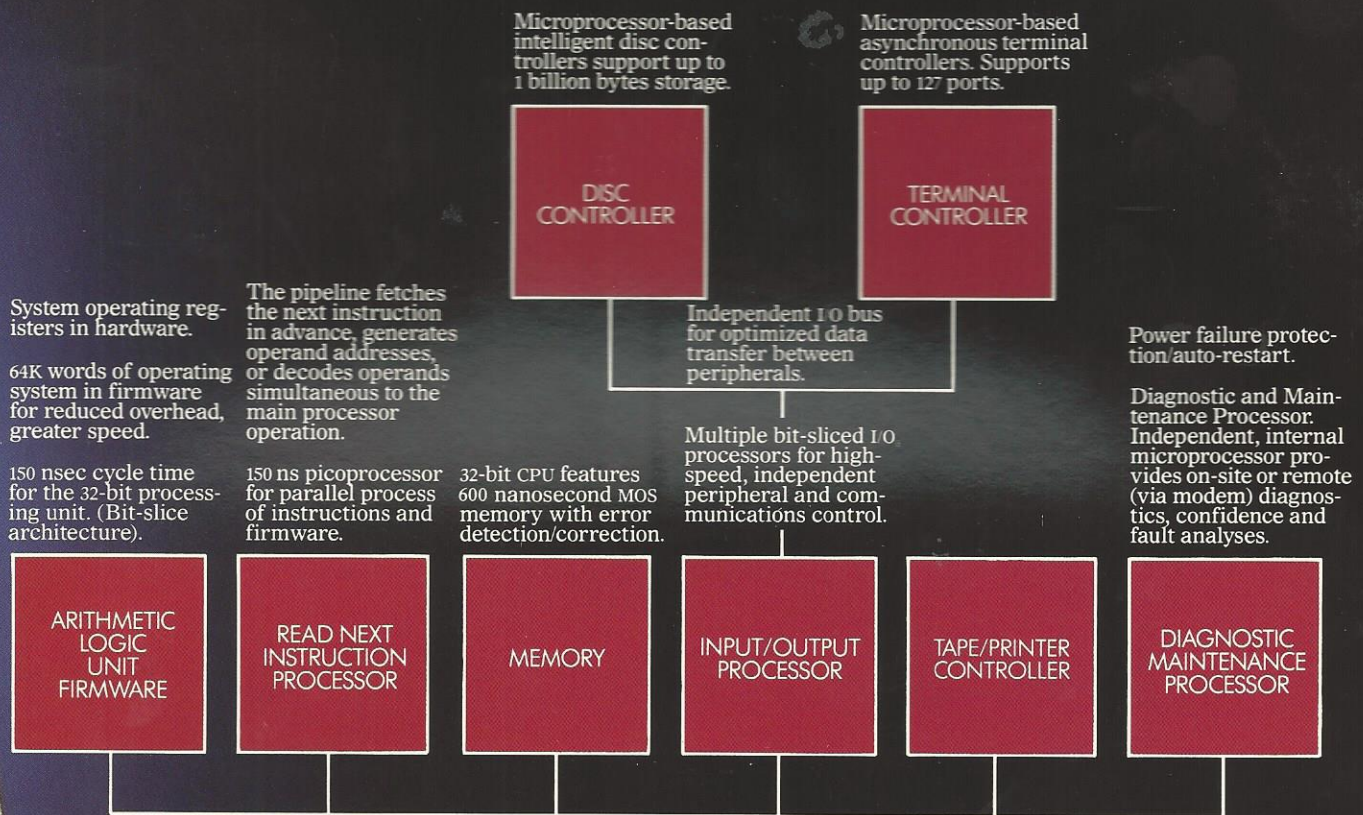 Microprocessor-based
intelligent disc con-
trollers support up to
1 billion bytes storage.
Microprocessor-based
asynchronous terminal
controllers. Supports
up to 127 ports.
DISC
CONTROLLER
TERMINAL
CONTROLLER
System operating reg-
isters in hardware.
64K words of operating
system in firmware
for reduced overhead,
greater speed.
150 nsec cycle time
for the 32-bit process-
ing unit. (Bit-slice
architecture).
The pipeline fetches
the next instruction
in advance, generates
operand addresses,
or decodes operands
simultaneous to the
main processor
operation.
150 ns picoprocessor
for parallel process
of instructions and
firmware.
32-bit CPU features
600 nanosecond MOS
memory with error
detection/correction.
Independent I/O bus
for optimized data
transfer between
peripherals.
Multiple bit-sliced I/O
processors for high-
speed, independent
peripheral and com-
munications control.
Power failure protec-
tion/auto-restart.
Diagnostic and Main-
tenance Processor.
Independent, internal
microprocessor pro-
vides on-site or remote
(via modem) diagnos-
tics, confidence and
fault analyses.
ARITHMETIC
LOGIC
UNIT
FIRMWARE
READ NEXT
INSTRUCTION
PROCESSOR
MEMORY
INPUT/OUTPUT
PROCESSOR
TAPE/PRINTER
CONTROLLER
DIAGNOSTIC
MAINTENANCE
PROCESSOR